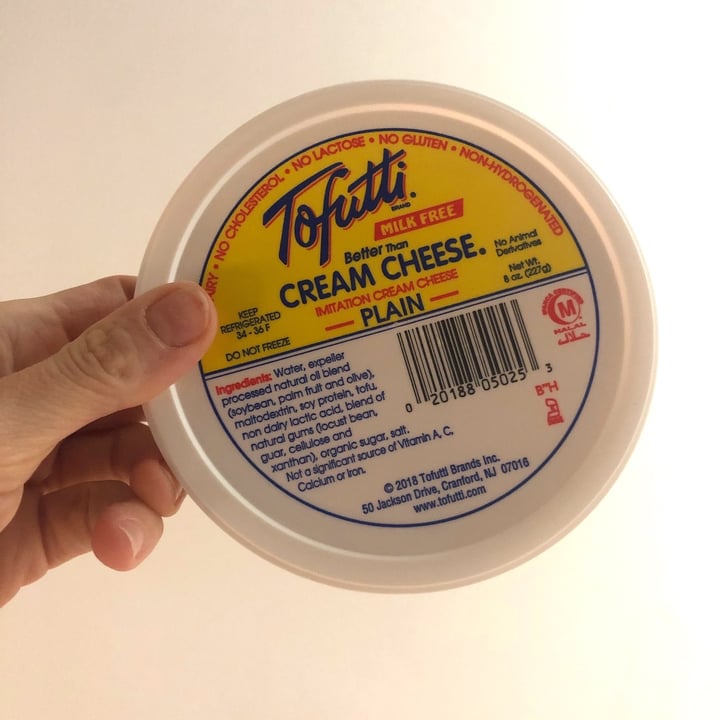 RY • NO CHOLESTEROL • NO LACTOSE • NO GLUTEN • NON-HYDROGENATED
Tofutti
BRAND
MILK FREE
Better Than
CREAM CHEESE.
IMITATION CREAM CHEESE
PLAIN
No Animal
Derivatives
Net Wt.
8 oz. (227g)
KEEP
REFRIGERATED
34 - 36 F
DO NOT FREEZE
Ingredients: Water, expeller
processed natural oil blend
(soybean, palm fruit and olive),
maltodextrin, soy protein, tofu,
non dairy lactic acid, blend of
natural gums (locust bean,
guar, cellulose and
xanthan), organic sugar, salt.
Not a significant source of Vitamin A, C,
Calcium or Iron.
0 20188 05025 3
M
HALAL
B"H
© 2018 Tofutti Brands Inc.
50 Jackson Drive, Cranford, NJ 07016
www.tofutti.com